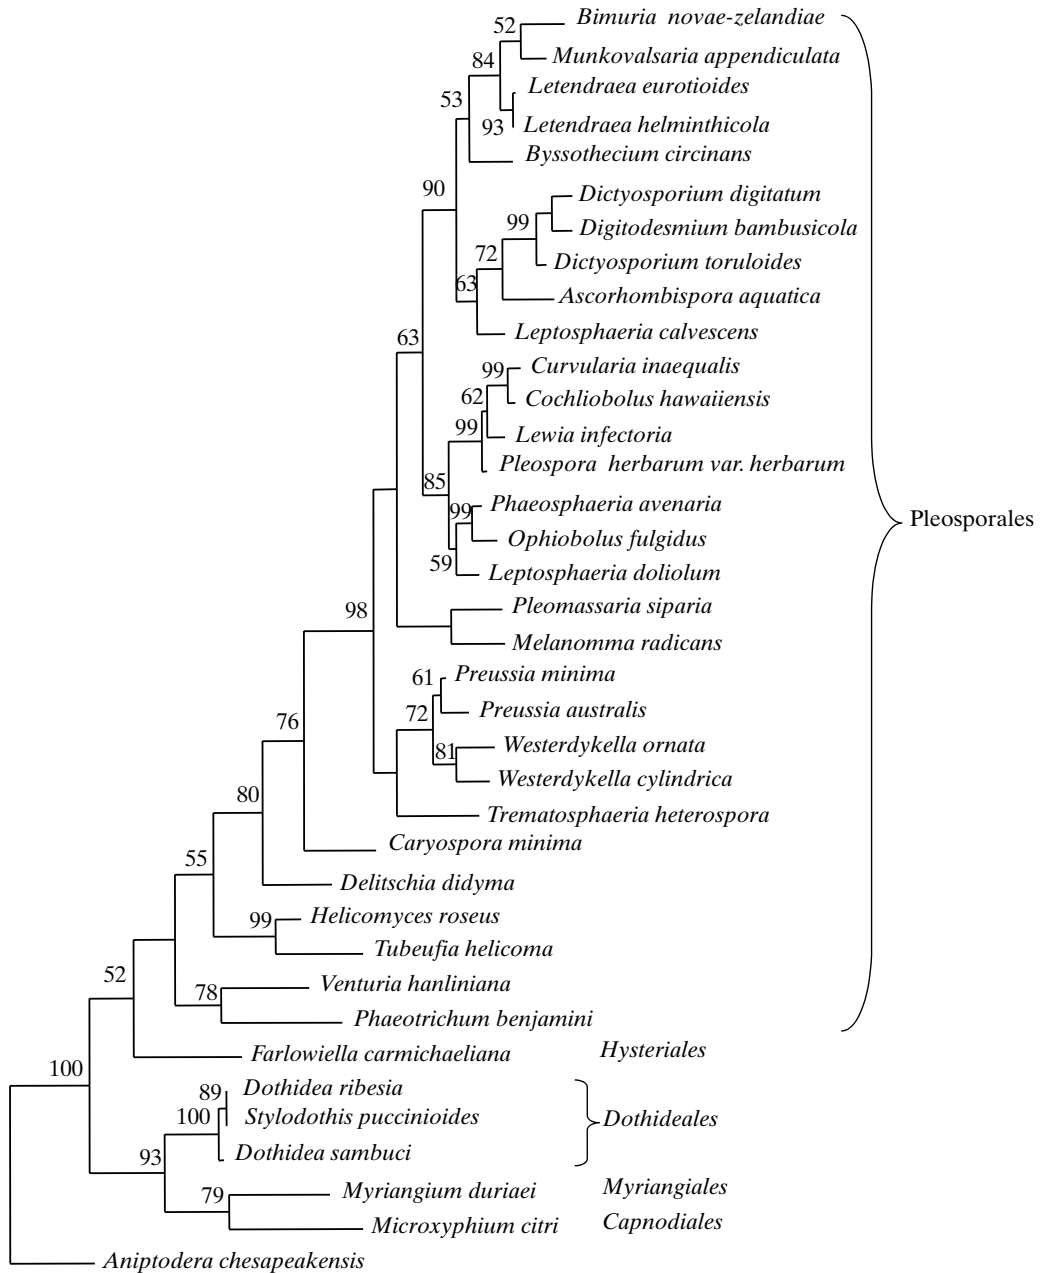 52 Bimuria novae-zelandiae
Munkovalsaria appendiculata
84
Letendraea eurotioides
53
93 Letendraea helminthicola
Byssothecium circinans
90
Dictyosporium digitatum
99
Digitodesmium bambusicola
72 Dictyosporium toruloides
63
Ascorhombispora aquatica
Leptosphaeria calvescens
63
99 Curvularia inaequalis
62 Cochliobolus hawaiiensis
99 Lewia infectoria
Pleospora herbarum var. herbarum
85
99 Phaeosphaeria avenaria
Pleosporales
Ophiobolus fulgidus
59 Leptosphaeria doliolum
98
Pleomassaria siparia
Melanomma radicans
61 Preussia minima
72 Preussia australis
76
81 Westerdykella ornata
Westerdykella cylindrica
80
Trematosphaeria heterospora
Caryospora minima
55
Delitschia didyma
99 Helicomyces roseus
Tubeufia helicoma
52
78 Venturia hanliniana
Phaeotrichum benjamini
Farlowiella carmichaeliana Hysteriales
100
89 Dothidea ribesia
100 Stylodothis puccinioides Dothideales
93 Dothidea sambuci
79 Myriangium duriaei Myriangiales
Microxyphium citri Capnodiales
Aniptodera chesapeakensis